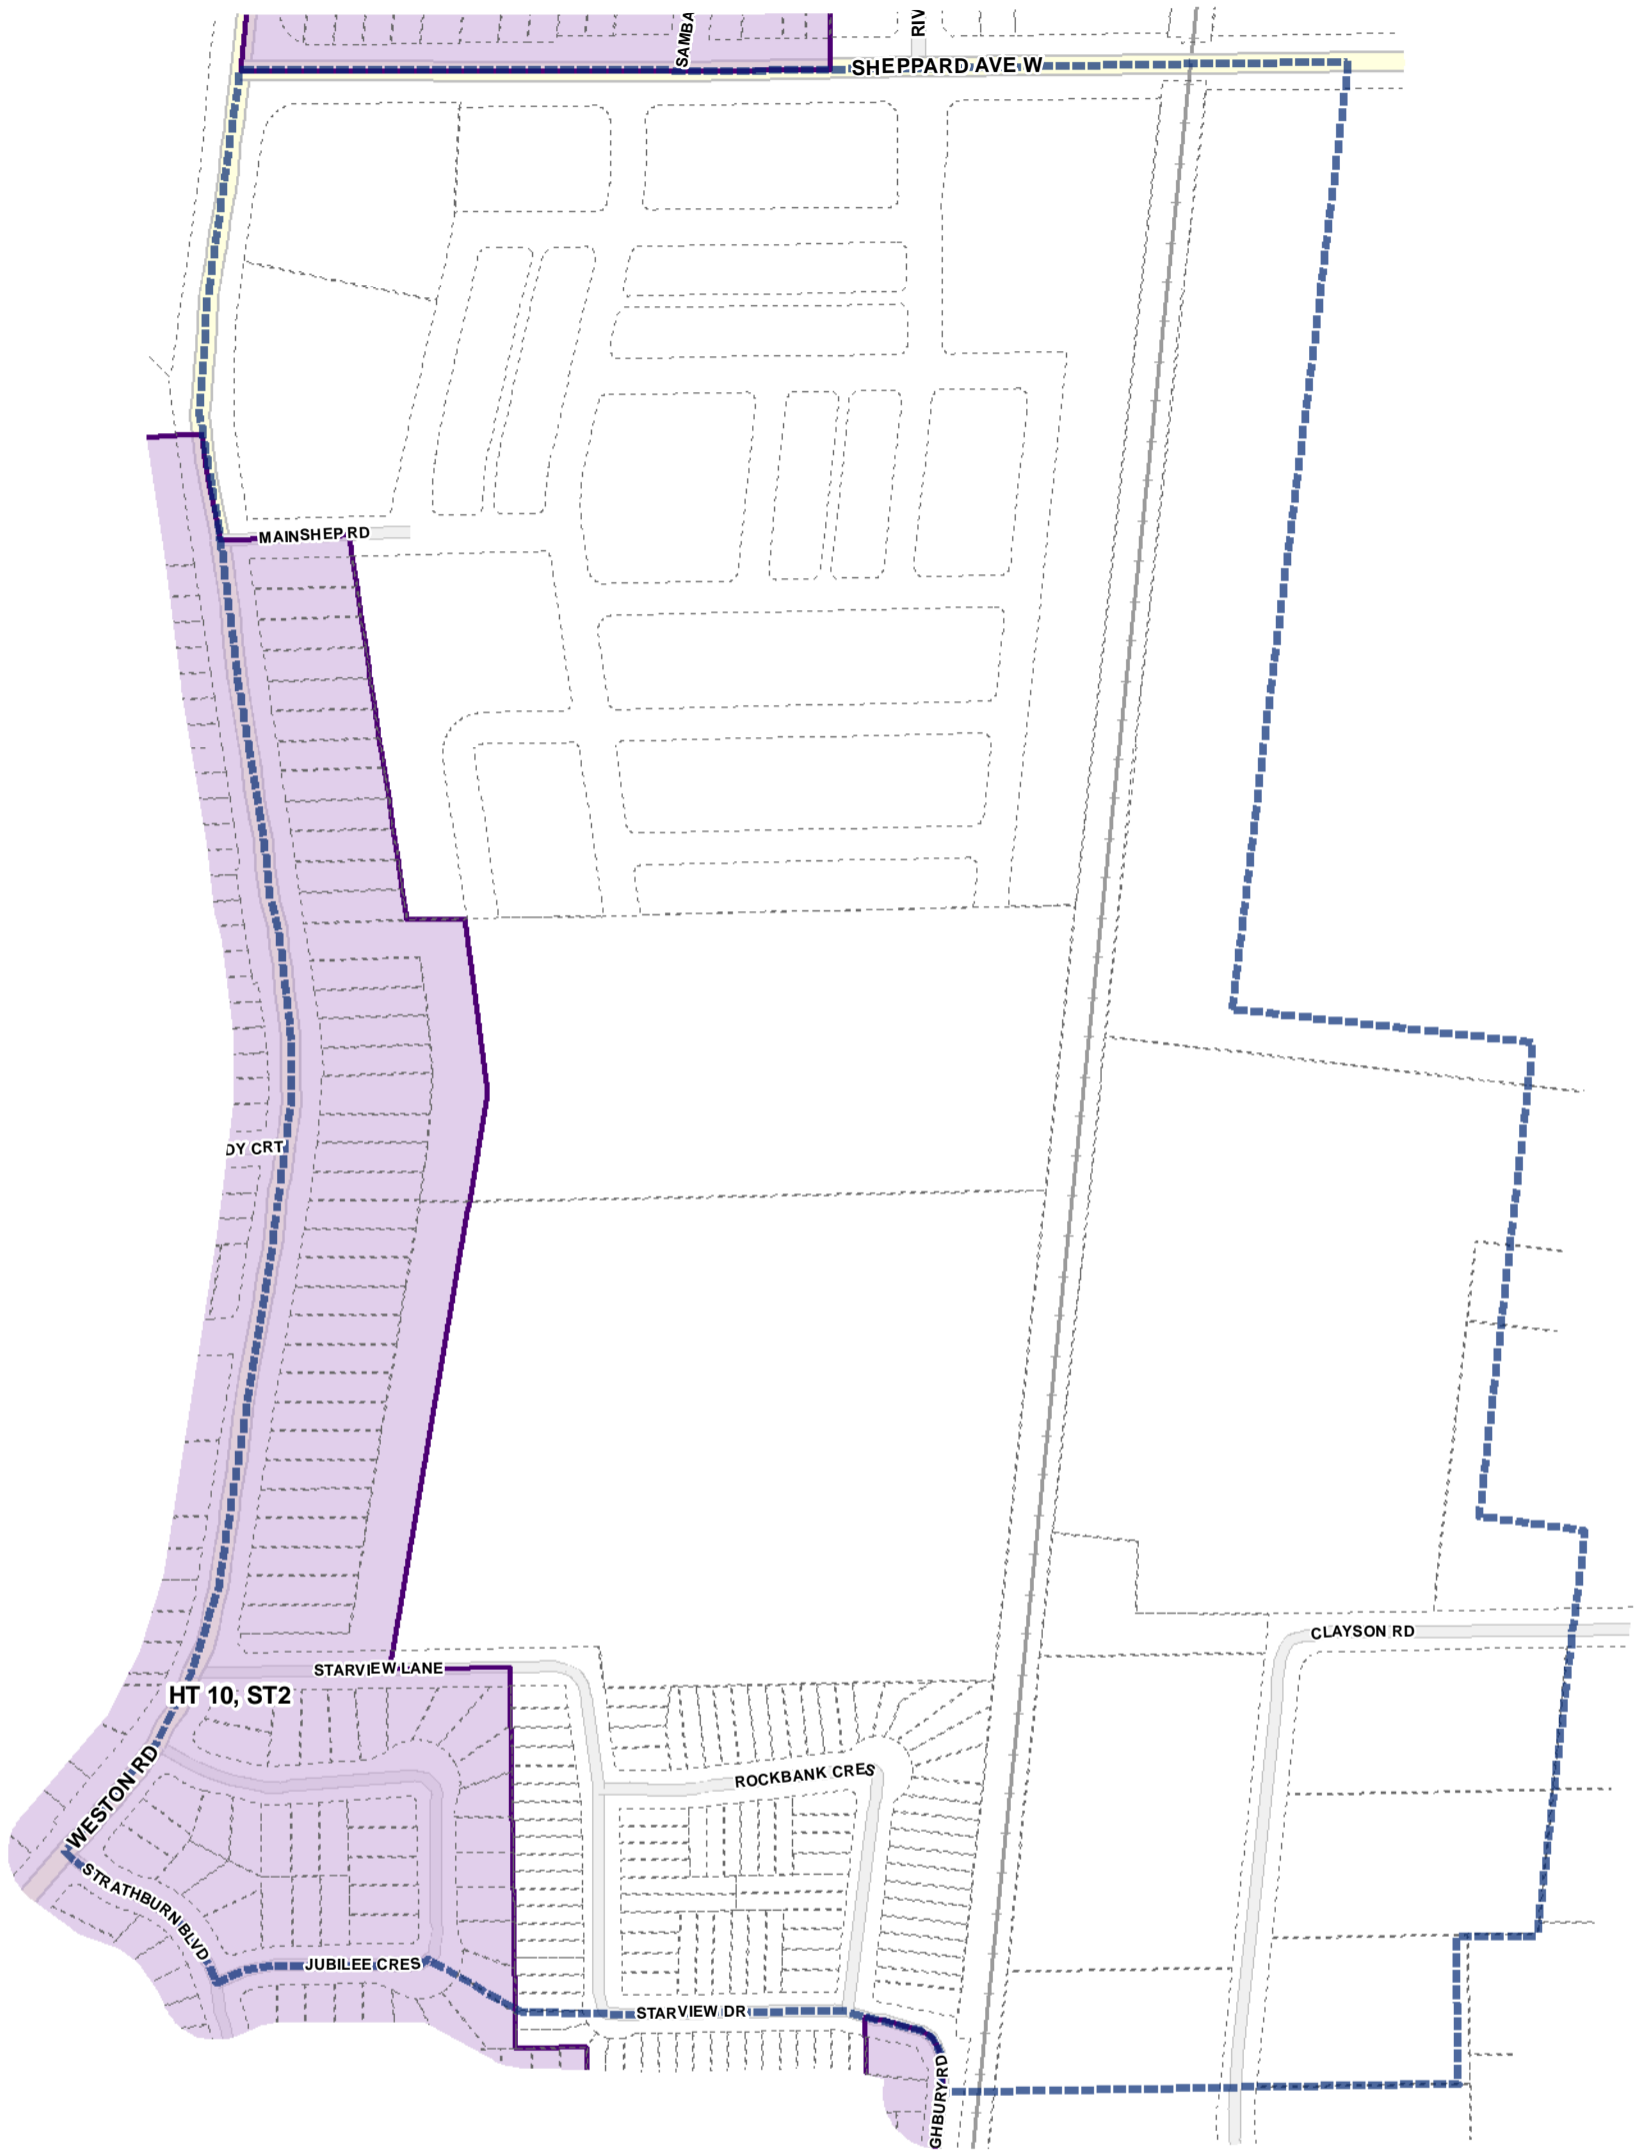 SAMBA
RIV
SHEPPARD AVE W
MAINSHEP RD
DY CRT
CLAYSON RD
STARVIEW LANE
HT 10, ST2
WESTON RD
ROCKBANK CRES
STRATHBURN BLVD
JUBILEE CRES
STARVIEW DR
GHBURY RD